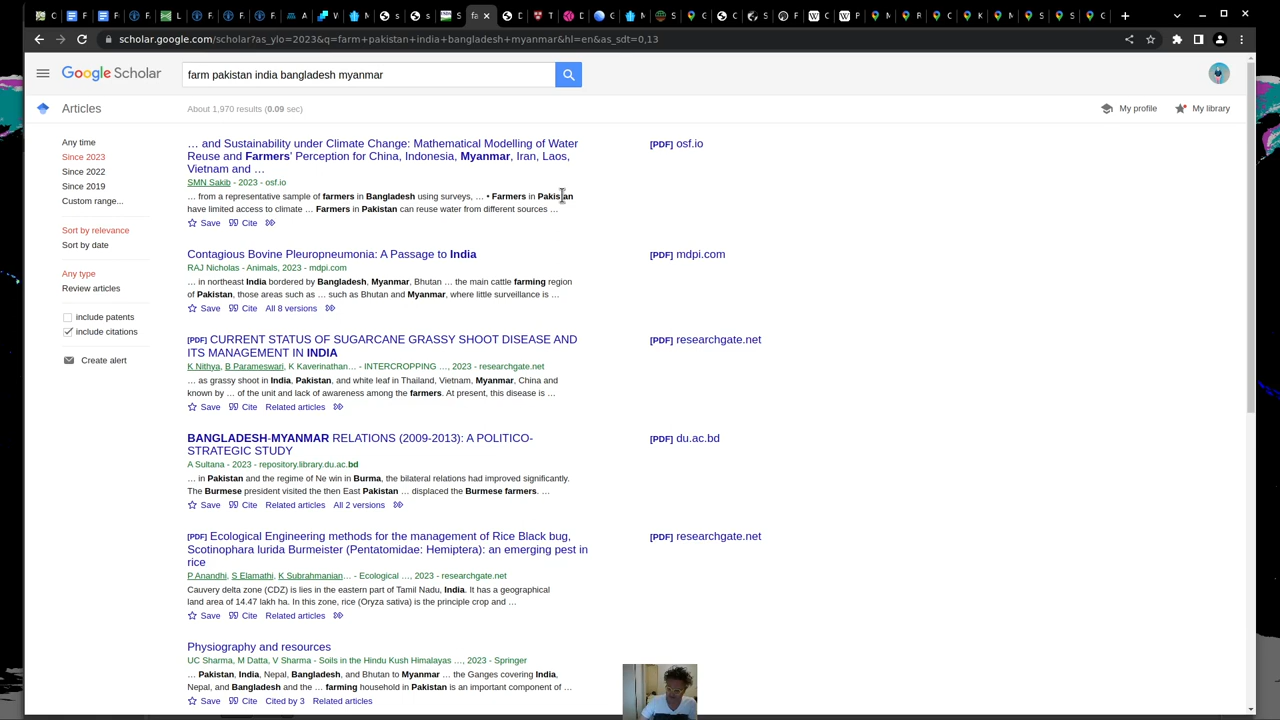 scholar.google.com/scholar?as_ylo=2023&q=farm+pakistan+india+bangladesh+myanmar&hl=en&as_sdt=0,13
Google Scholar
farm pakistan india bangladesh myanmar
Articles
About 1,970 results (0.09 sec)
My profile
My library
Any time
Since 2023
Since 2022
Since 2019
Custom range...
Sort by relevance
Sort by date
Any type
Review articles
include patents
include citations
Create alert
… and Sustainability under Climate Change: Mathematical Modelling of Water
Reuse and Farmers' Perception for China, Indonesia, Myanmar, Iran, Laos,
Vietnam and …
SMN Sakib - 2023 - osf.io
… from a representative sample of farmers in Bangladesh using surveys, … • Farmers in Pakistan
have limited access to climate … Farmers in Pakistan can reuse water from different sources …
Save Cite
[PDF] osf.io
Contagious Bovine Pleuropneumonia: A Passage to India
RAJ Nicholas - Animals, 2023 - mdpi.com
… in northeast India bordered by Bangladesh, Myanmar, Bhutan … the main cattle farming region
of Pakistan, those areas such as … such as Bhutan and Myanmar, where little surveillance is …
Save Cite All 8 versions
[PDF] mdpi.com
[PDF] CURRENT STATUS OF SUGARCANE GRASSY SHOOT DISEASE AND
ITS MANAGEMENT IN INDIA
K Nithya, B Parameswari, K Kaverinathan… - INTERCROPPING …, 2023 - researchgate.net
… as grassy shoot in India, Pakistan, and white leaf in Thailand, Vietnam, Myanmar, China and
known by … of the unit and lack of awareness among the farmers. At present, this disease is …
Save Cite Related articles
[PDF] researchgate.net
BANGLADESH-MYANMAR RELATIONS (2009-2013): A POLITICO-
STRATEGIC STUDY
A Sultana - 2023 - repository.library.du.ac.bd
… in Pakistan and the regime of Ne win in Burma, the bilateral relations had improved significantly.
The Burmese president visited the then East Pakistan … displaced the Burmese farmers. …
Save Cite Related articles All 2 versions
[PDF] du.ac.bd
[PDF] Ecological Engineering methods for the management of Rice Black bug,
Scotinophara lurida Burmeister (Pentatomidae: Hemiptera): an emerging pest in
rice
P Anandhi, S Elamathi, K Subrahmanian… - Ecological …, 2023 - researchgate.net
Cauvery delta zone (CDZ) is lies in the eastern part of Tamil Nadu, India. It has a geographical
land area of 14.47 lakh ha. In this zone, rice (Oryza sativa) is the principle crop and …
Save Cite Related articles
[PDF] researchgate.net
Physiography and resources
UC Sharma, M Datta, V Sharma - Soils in the Hindu Kush Himalayas …, 2023 - Springer
… Pakistan, India, Nepal, Bangladesh, and Bhutan to Myanmar … the Ganges covering India,
Nepal, and Bangladesh and the … farming household in Pakistan is an important component of …
Save Cite Cited by 3 Related articles